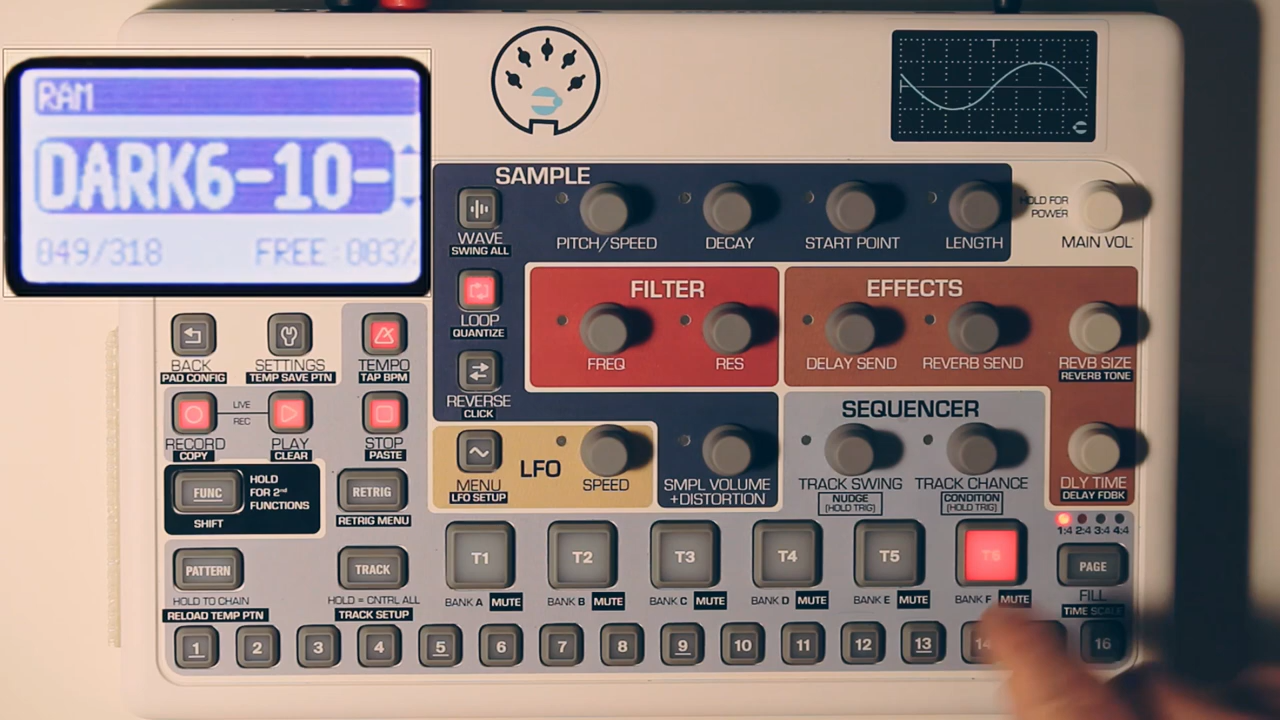 RAM
DARK6-10-
049/318 FREE:003%
SAMPLE
WAVE
SWING ALL
PITCH/SPEED
DECAY
START POINT
LENGTH
HOLD FOR
POWER
MAIN VOL
LOOP
QUANTIZE
FILTER
FREQ
RES
EFFECTS
DELAY SEND
REVERB SEND
REVB SIZE
REVERB TONE
BACK
PAD CONFIG
SETTINGS
TEMP SAVE PTN
TEMPO
TAP BPM
REVERSE
CLICK
RECORD
COPY
LIVE
REC
PLAY
CLEAR
STOP
PASTE
MENU
LFO SETUP
LFO
SPEED
SMPL VOLUME
+DISTORTION
SEQUENCER
TRACK SWING
NUDGE
(HOLD TRIG)
TRACK CHANCE
CONDITION
(HOLD TRIG)
DLY TIME
DELAY FDBK
FUNC
SHIFT
HOLD
FOR 2nd
FUNCTIONS
RETRIG
RETRIG MENU
1:4 2:4 3:4 4:4
PATTERN
HOLD TO CHAIN
RELOAD TEMP PTN
TRACK
HOLD = CNTRL ALL
TRACK SETUP
T1 T2 T3 T4 T5 T6
BANK A MUTE BANK B MUTE BANK C MUTE BANK D MUTE BANK E MUTE BANK F MUTE
PAGE
FILL
TIME SCALE
1 2 3 4 5 6 7 8 9 10 11 12 13 14 16